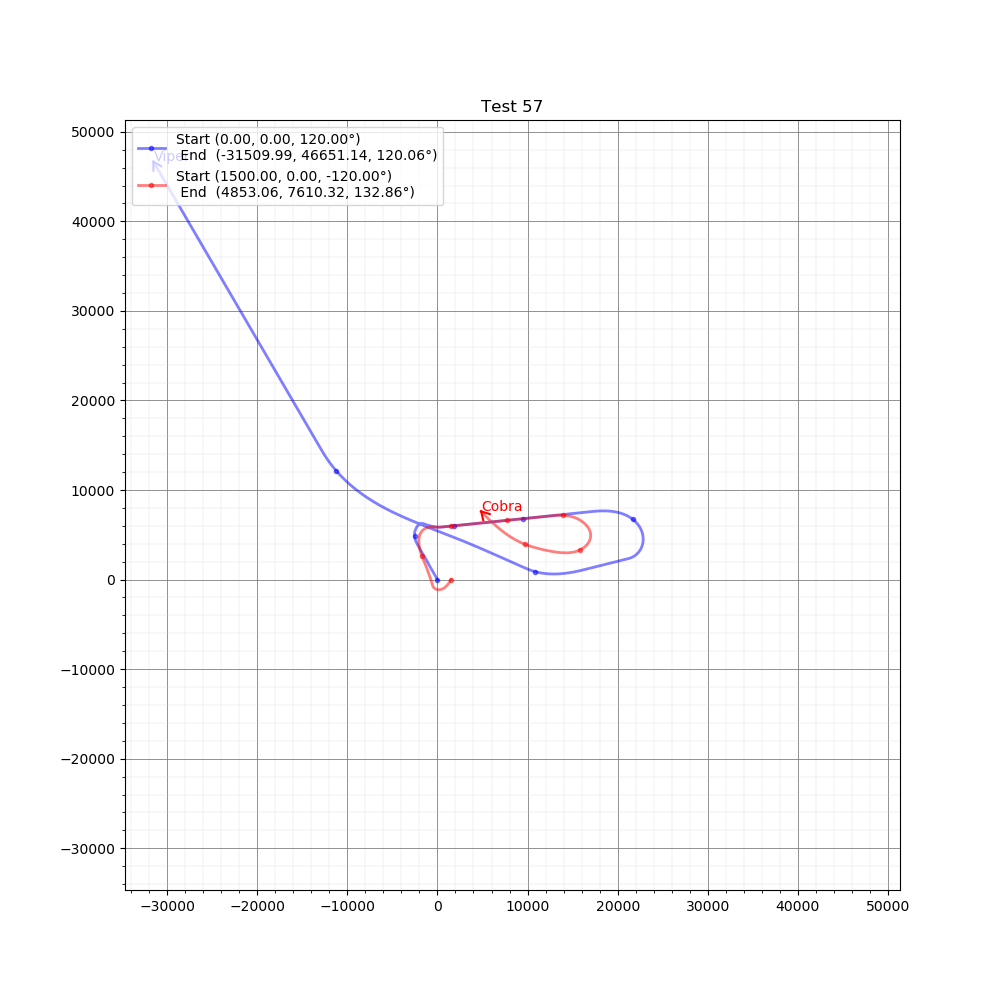 Test 57
Start (0.00, 0.00, 120.00°)
End (-31509.99, 46651.14, 120.06°)
Start (1500.00, 0.00, -120.00°)
End (4853.06, 7610.32, 132.86°)
Viper
Cobra
50000
40000
30000
20000
10000
0
−10000
−20000
−30000
−30000 −20000 −10000 0 10000 20000 30000 40000 50000